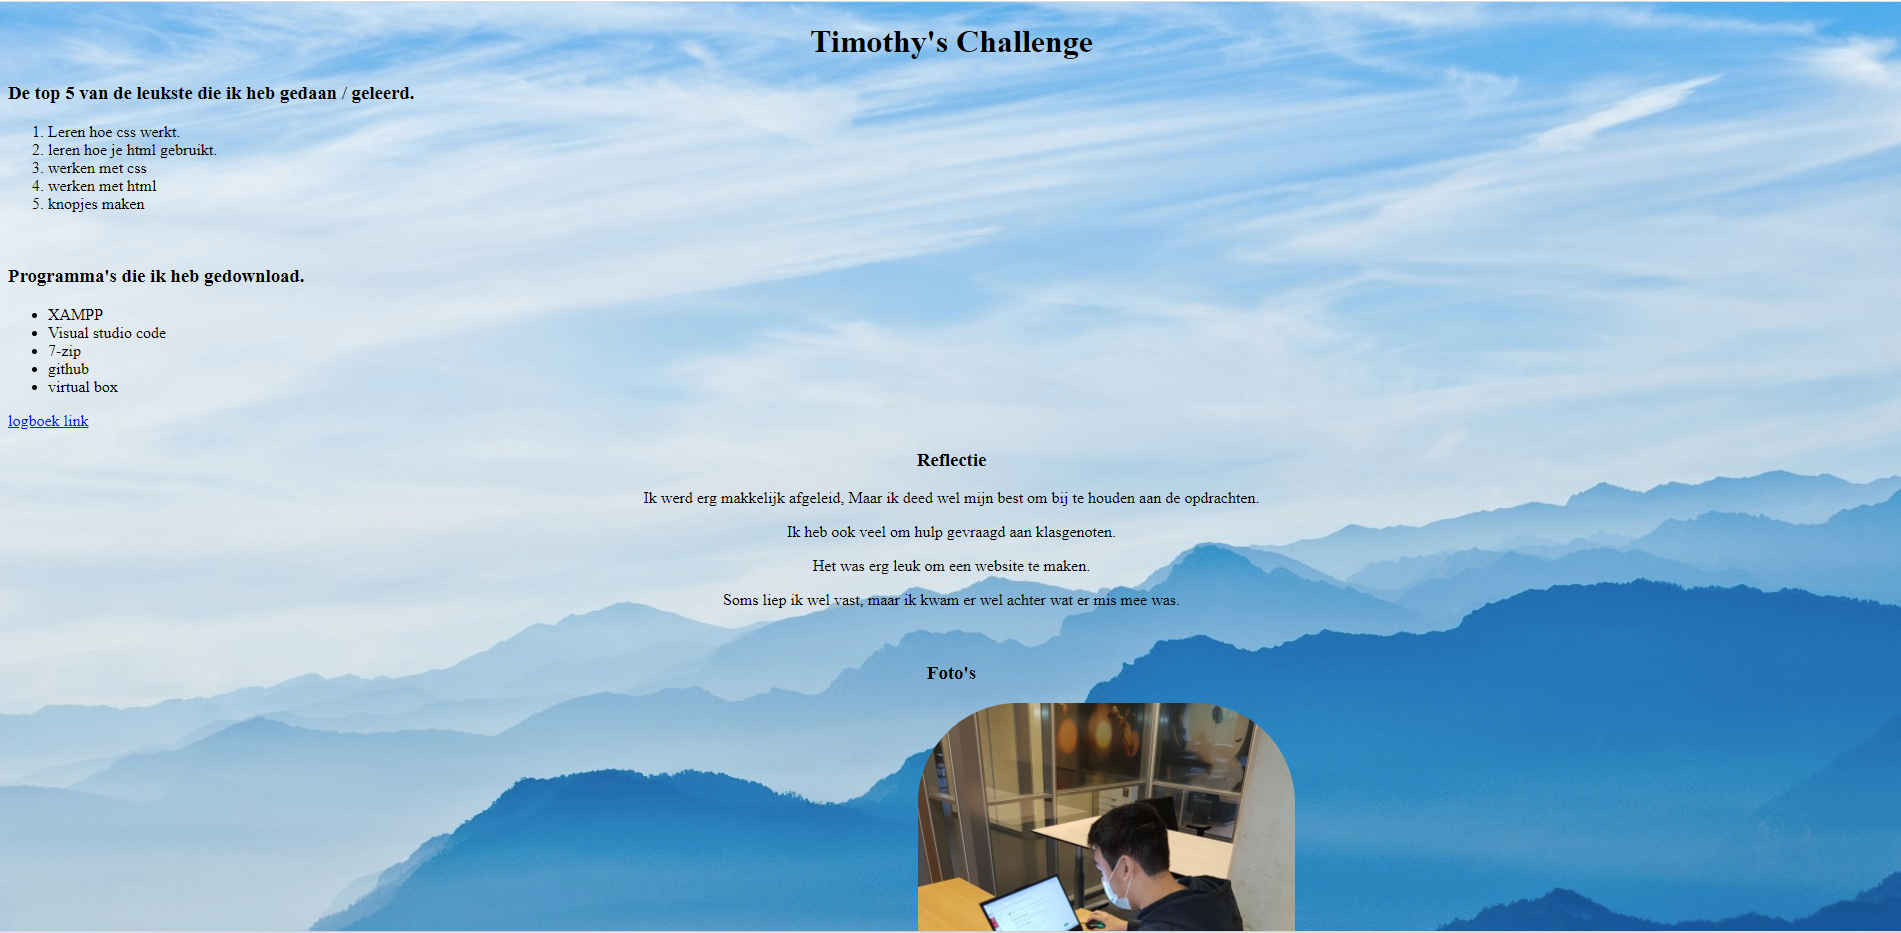 Timothy's Challenge
De top 5 van de leukste die ik heb gedaan / geleerd.
1. Leren hoe css werkt.
2. leren hoe je html gebruikt.
3. werken met css
4. werken met html
5. knopjes maken
Programma's die ik heb gedownload.
• XAMPP
• Visual studio code
• 7-zip
• github
• virtual box
logboek link
Reflectie
Ik werd erg makkelijk afgeleid, Maar ik deed wel mijn best om bij te houden aan de opdrachten.
Ik heb ook veel om hulp gevraagd aan klasgenoten.
Het was erg leuk om een website te maken.
Soms liep ik wel vast, maar ik kwam er wel achter wat er mis mee was.
Foto's